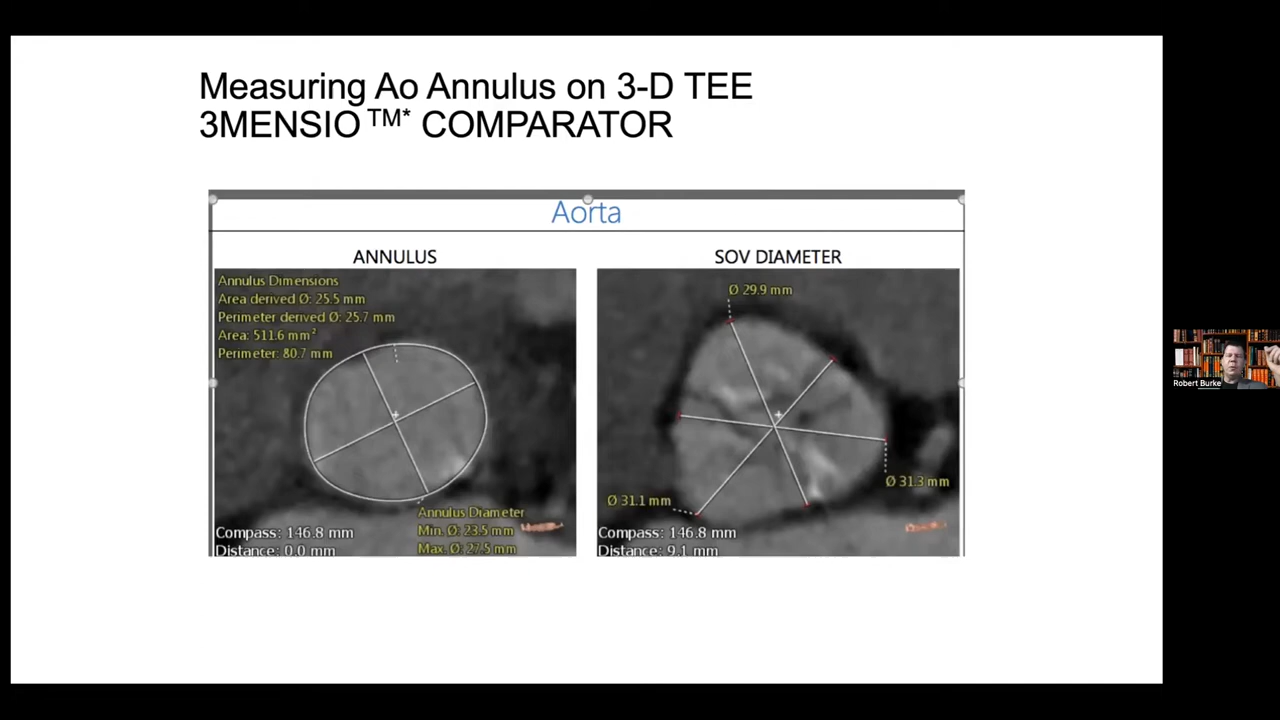 Measuring Ao Annulus on 3-D TEE
3MENSIO™* COMPARATOR
Aorta
ANNULUS
Annulus Dimensions
Area derived Ø: 25.5 mm
Perimeter derived Ø: 25.7 mm
Area: 511.6 mm²
Perimeter: 80.7 mm
Annulus Diameter
Min. Ø: 23.5 mm
Max. Ø: 27.5 mm
Compass: 146.8 mm
Distance: 0.0 mm
SOV DIAMETER
Ø 29.9 mm
Ø 31.3 mm
Ø 31.1 mm
Compass: 146.8 mm
Distance: 9.1 mm
Robert Burke